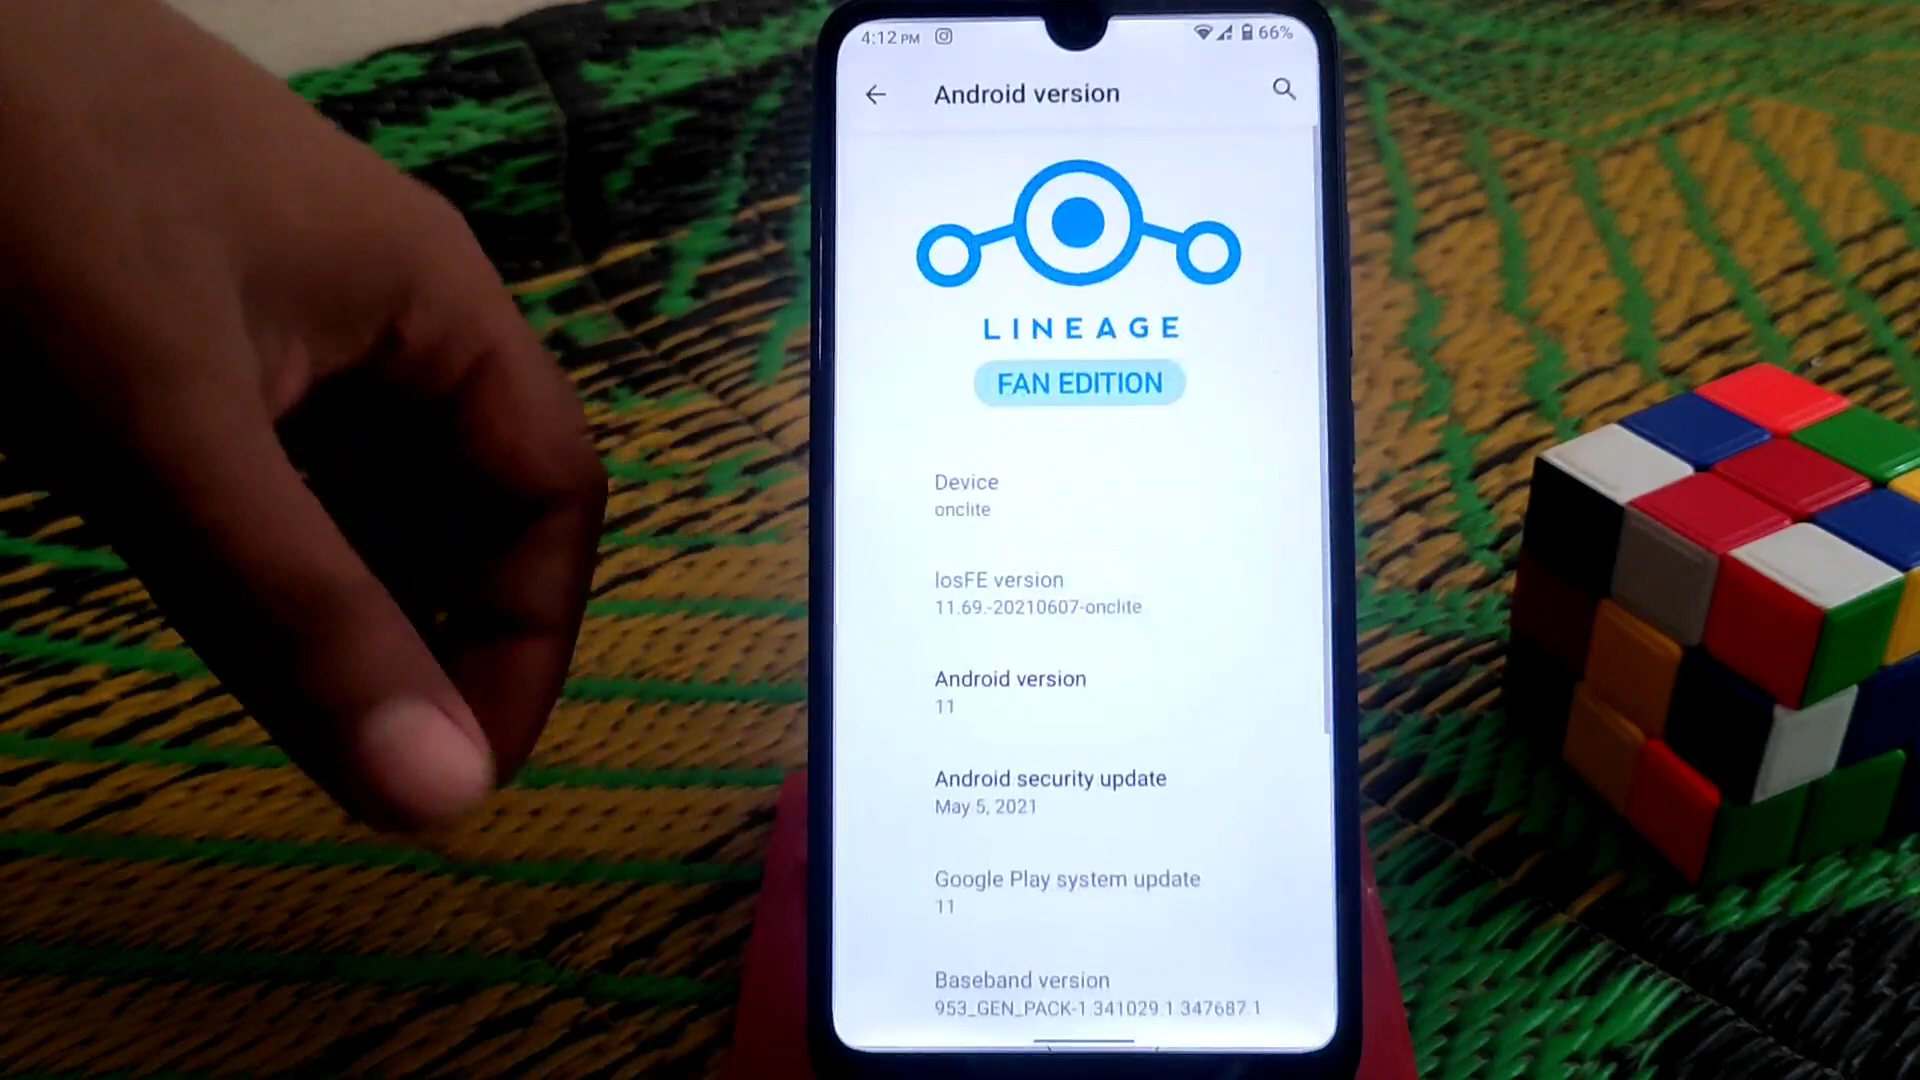 4:12 PM 66%
Android version
LINEAGE
FAN EDITION
Device
onclite
losFE version
11.69.-20210607-onclite
Android version
11
Android security update
May 5, 2021
Google Play system update
11
Baseband version
953_GEN_PACK-1.341029.1.347687.1